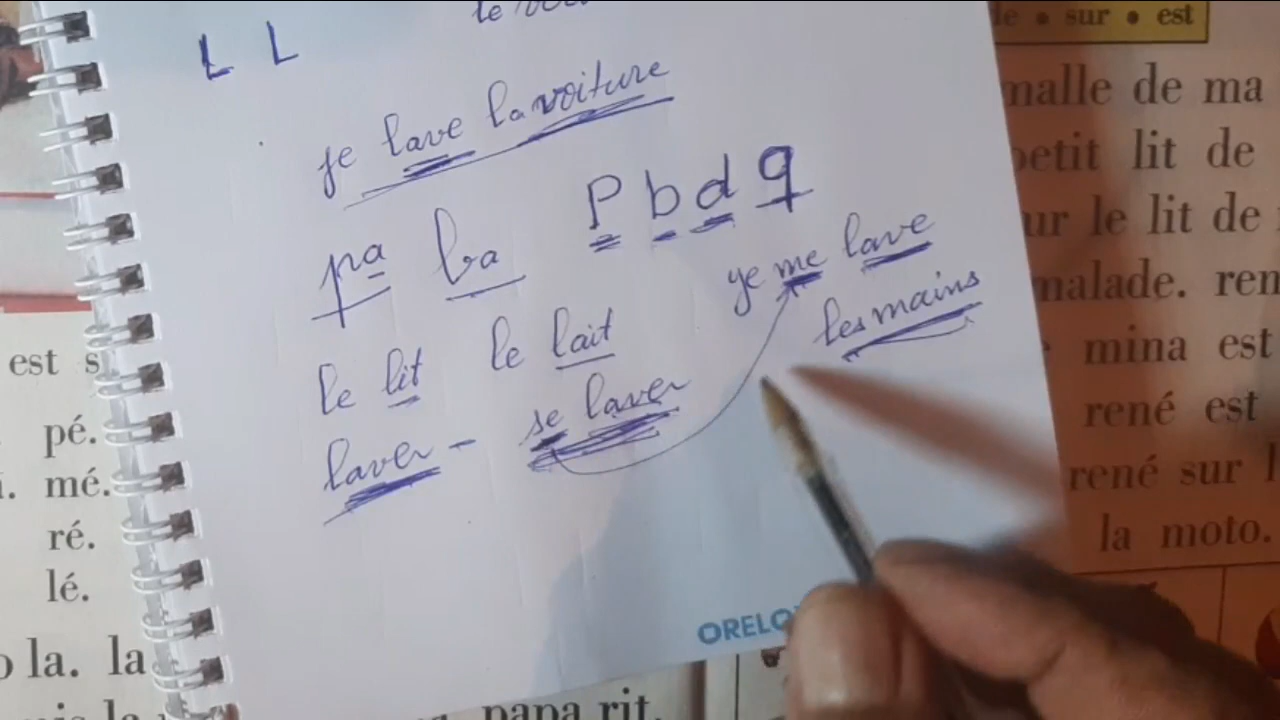 le
L L
je lave la voiture
P b d q
pa ba
je me lave
les mains
le lit le lait
laver - se laver
ORELO
sur • est
malle de ma
petit lit de
ur le lit de
malade. ren
mina est
rené est
rené sur l
la moto.
est s
pé.
i. mé.
ré.
lé.
o la. la
papa rit.